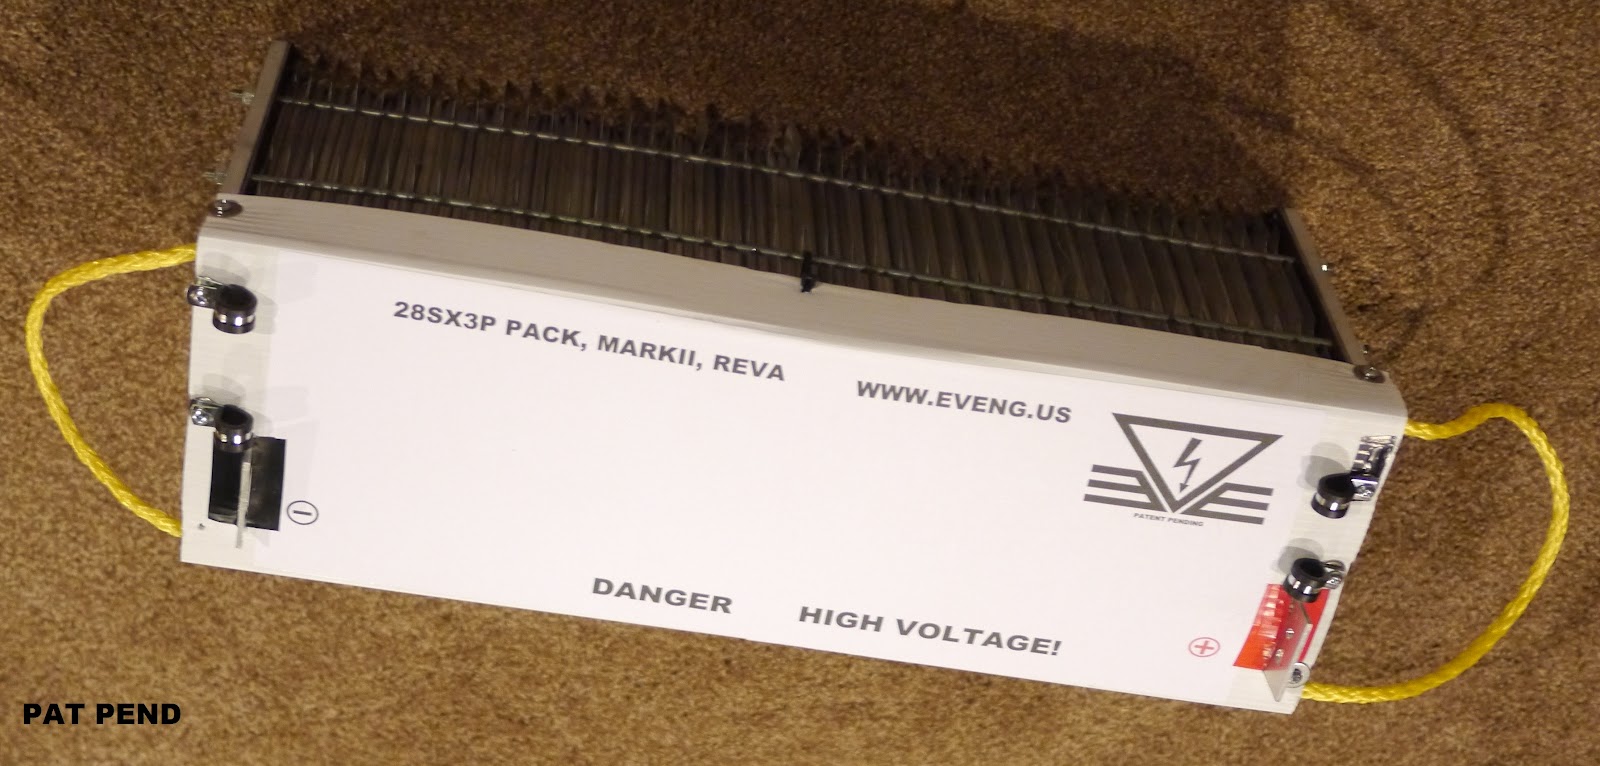 28SX3P PACK, MARKII, REVA
WWW.EVENG.US
PATENT PENDING
DANGER HIGH VOLTAGE!
PAT PEND